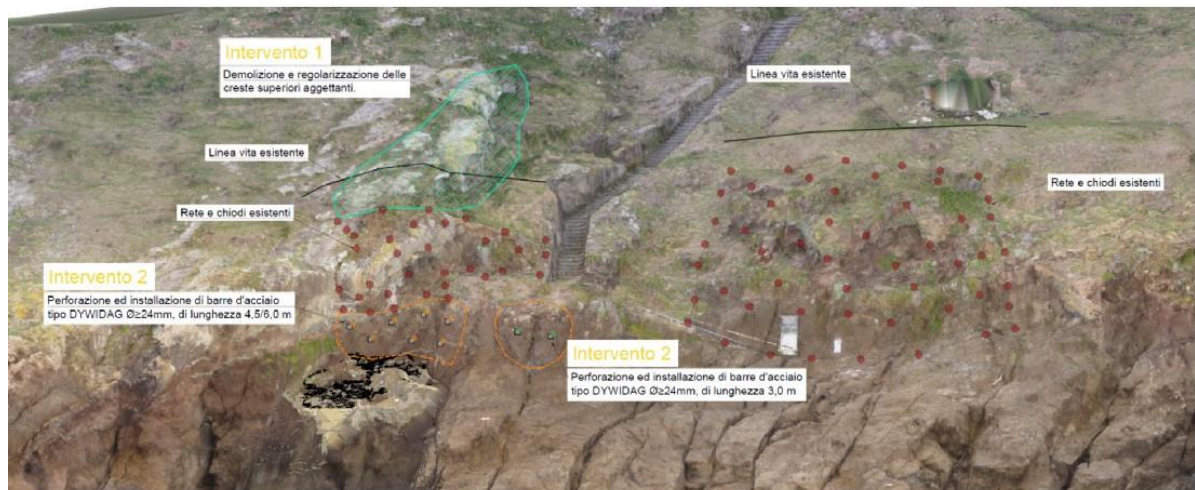 Intervento 1
Demolizione e regolarizzazione delle
creste superiori aggettanti.
Linea vita esistente
Linea vita esistente
Rete e chiodi esistenti
Rete e chiodi esistenti
Intervento 2
Perforazione ed installazione di barre d'acciaio
tipo DYWIDAG Ø≥24mm, di lunghezza 4,5/6,0 m
Intervento 2
Perforazione ed installazione di barre d'acciaio
tipo DYWIDAG Ø≥24mm, di lunghezza 3,0 m